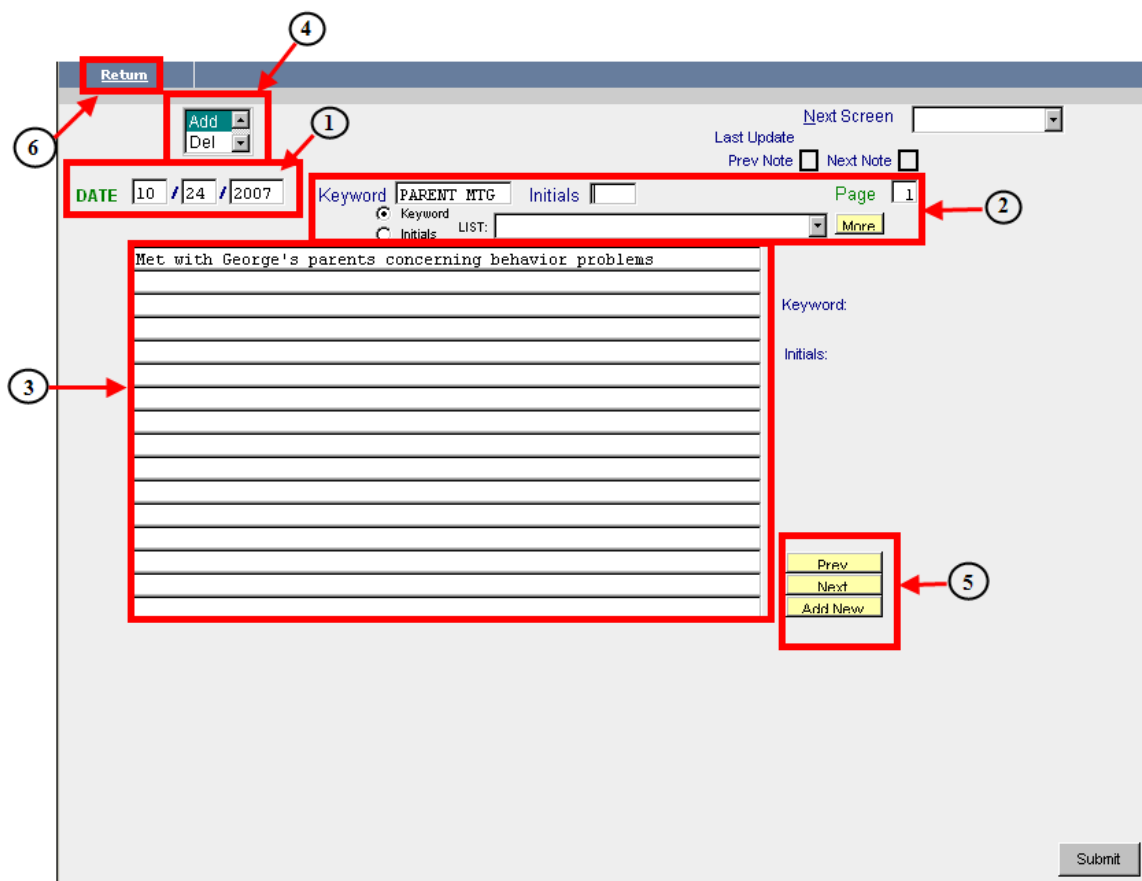 4
Return
Add
1
Next Screen
6
Del
Last Update
Prev Note Next Note
DATE 10 / 24 / 2007
Keyword PARENT MTG Initials Page 1
2
Keyword
Initials LIST: More
Met with George's parents concerning behavior problems
Keyword:
Initials:
3
Prev
Next
5
Add New
Submit